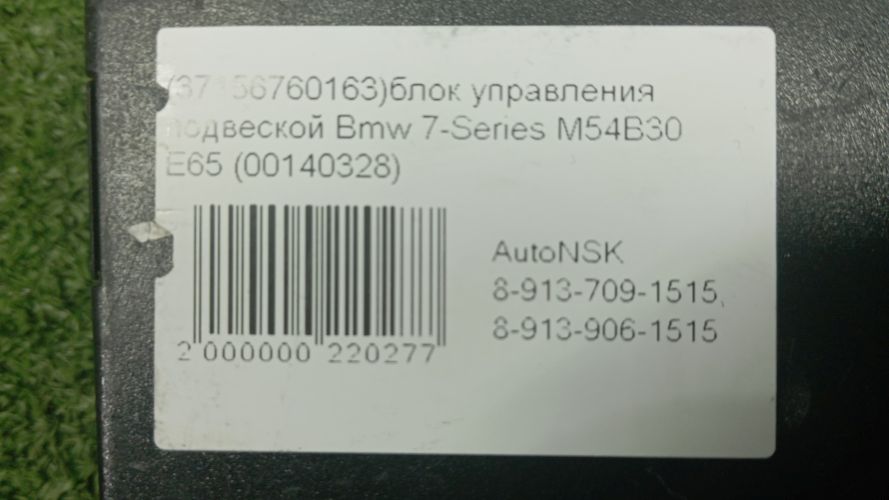 (37156760163)блок управления
подвеской Bmw 7-Series M54B30
E65 (00140328)
AutoNSK
8-913-709-1515,
8-913-906-1515
2 000000 220277